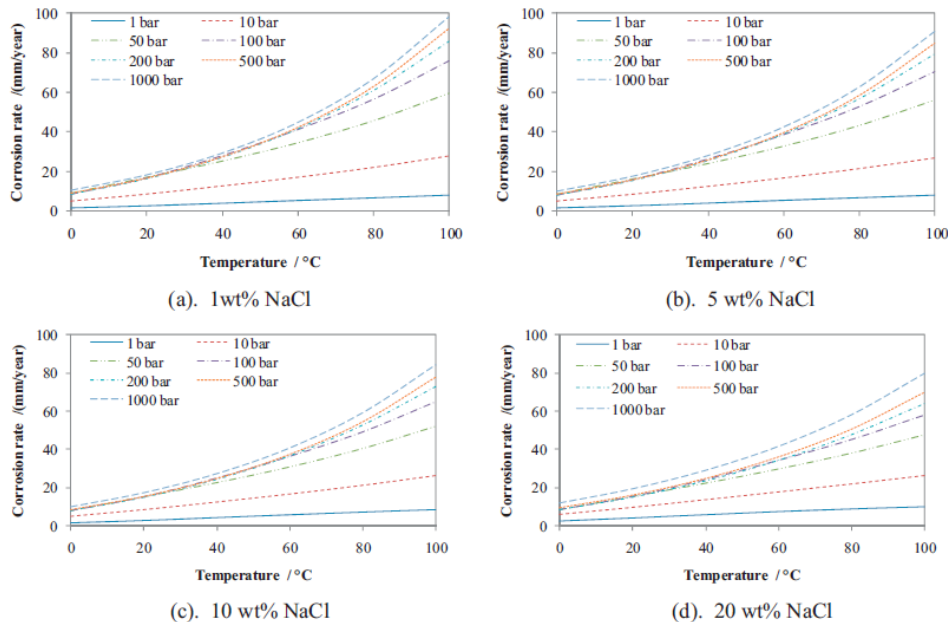 Corrosion rate /(mm/year)
100
80
60
40
20
0
1 bar
10 bar
50 bar
100 bar
200 bar
500 bar
1000 bar
0 20 40 60 80 100
Temperature / °C
(a). 1wt% NaCl
Corrosion rate /(mm/year)
100
80
60
40
20
0
1 bar
10 bar
50 bar
100 bar
200 bar
500 bar
1000 bar
0 20 40 60 80 100
Temperature / °C
(b). 5 wt% NaCl
Corrosion rate /(mm/year)
100
80
60
40
20
0
1 bar
10 bar
50 bar
100 bar
200 bar
500 bar
1000 bar
0 20 40 60 80 100
Temperature / °C
(c). 10 wt% NaCl
Corrosion rate /(mm/year)
100
80
60
40
20
0
1 bar
10 bar
50 bar
100 bar
200 bar
500 bar
1000 bar
0 20 40 60 80 100
Temperature / °C
(d). 20 wt% NaCl